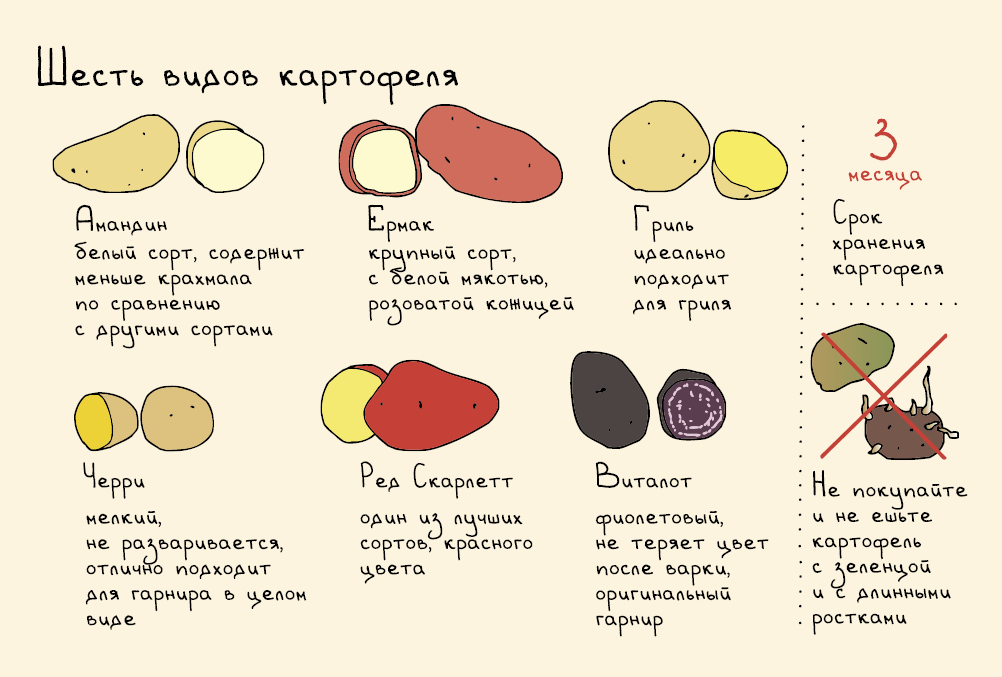 Шесть видов картофеля
Амандин
белый сорт, содержит
меньше крахмала
по сравнению
с другими сортами
Ермак
крупный сорт,
с белой мякотью,
розоватой кожицей
Гриль
идеально
подходит
для гриля
3
месяца
Срок
хранения
картофеля
Черри
мелкий,
не разваривается,
отлично подходит
для гарнира в целом
виде
Ред Скарлетт
один из лучших
сортов, красного
цвета
Виталот
фиолетовый,
не теряет цвет
после варки,
оригинальный
гарнир
Не покупайте
и не ешьте
картофель
с зеленцой
и с длинными
ростками